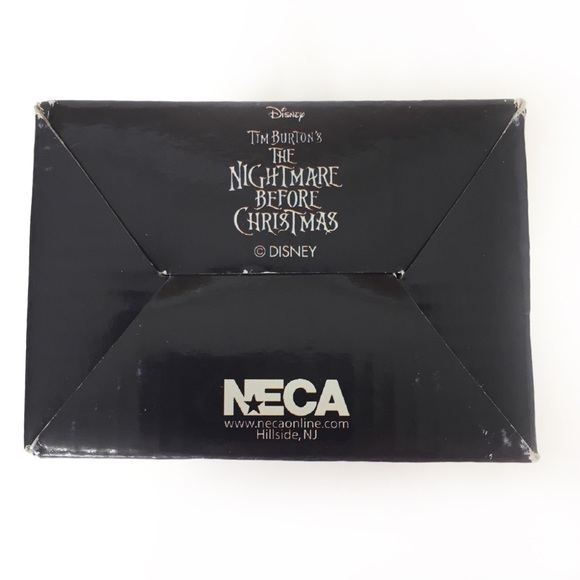 Disney
TIM BURTON'S
THE
NIGHTMARE
BEFORE
CHRISTMAS
© DISNEY
NECA
www.necaonline.com
Hillside, NJ